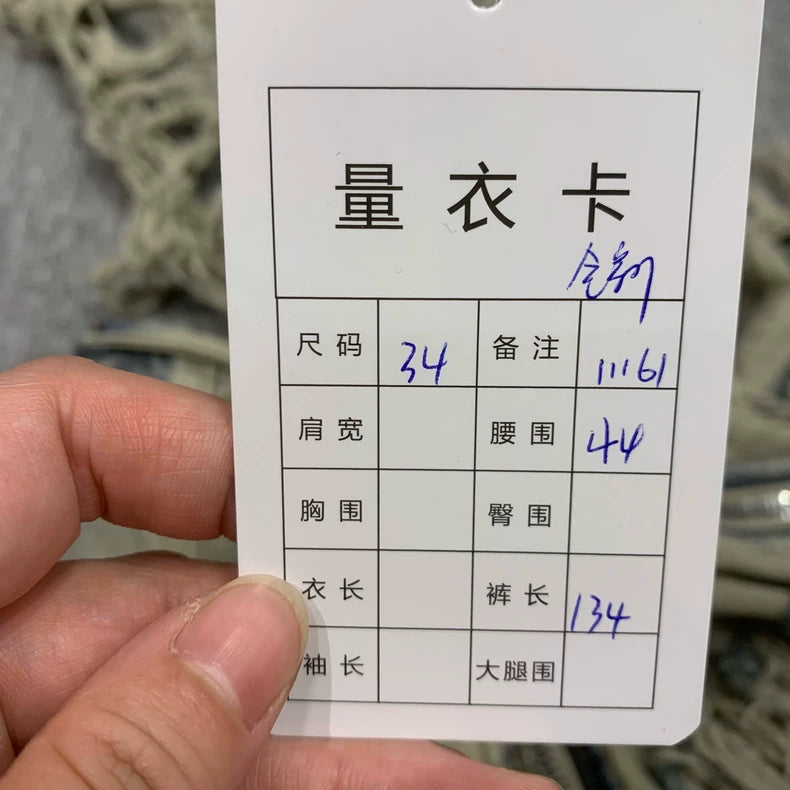 量衣卡
全新
尺码 34 备注 11161
肩宽 腰围 44
胸围 臀围
衣长 裤长 134
袖长 大腿围